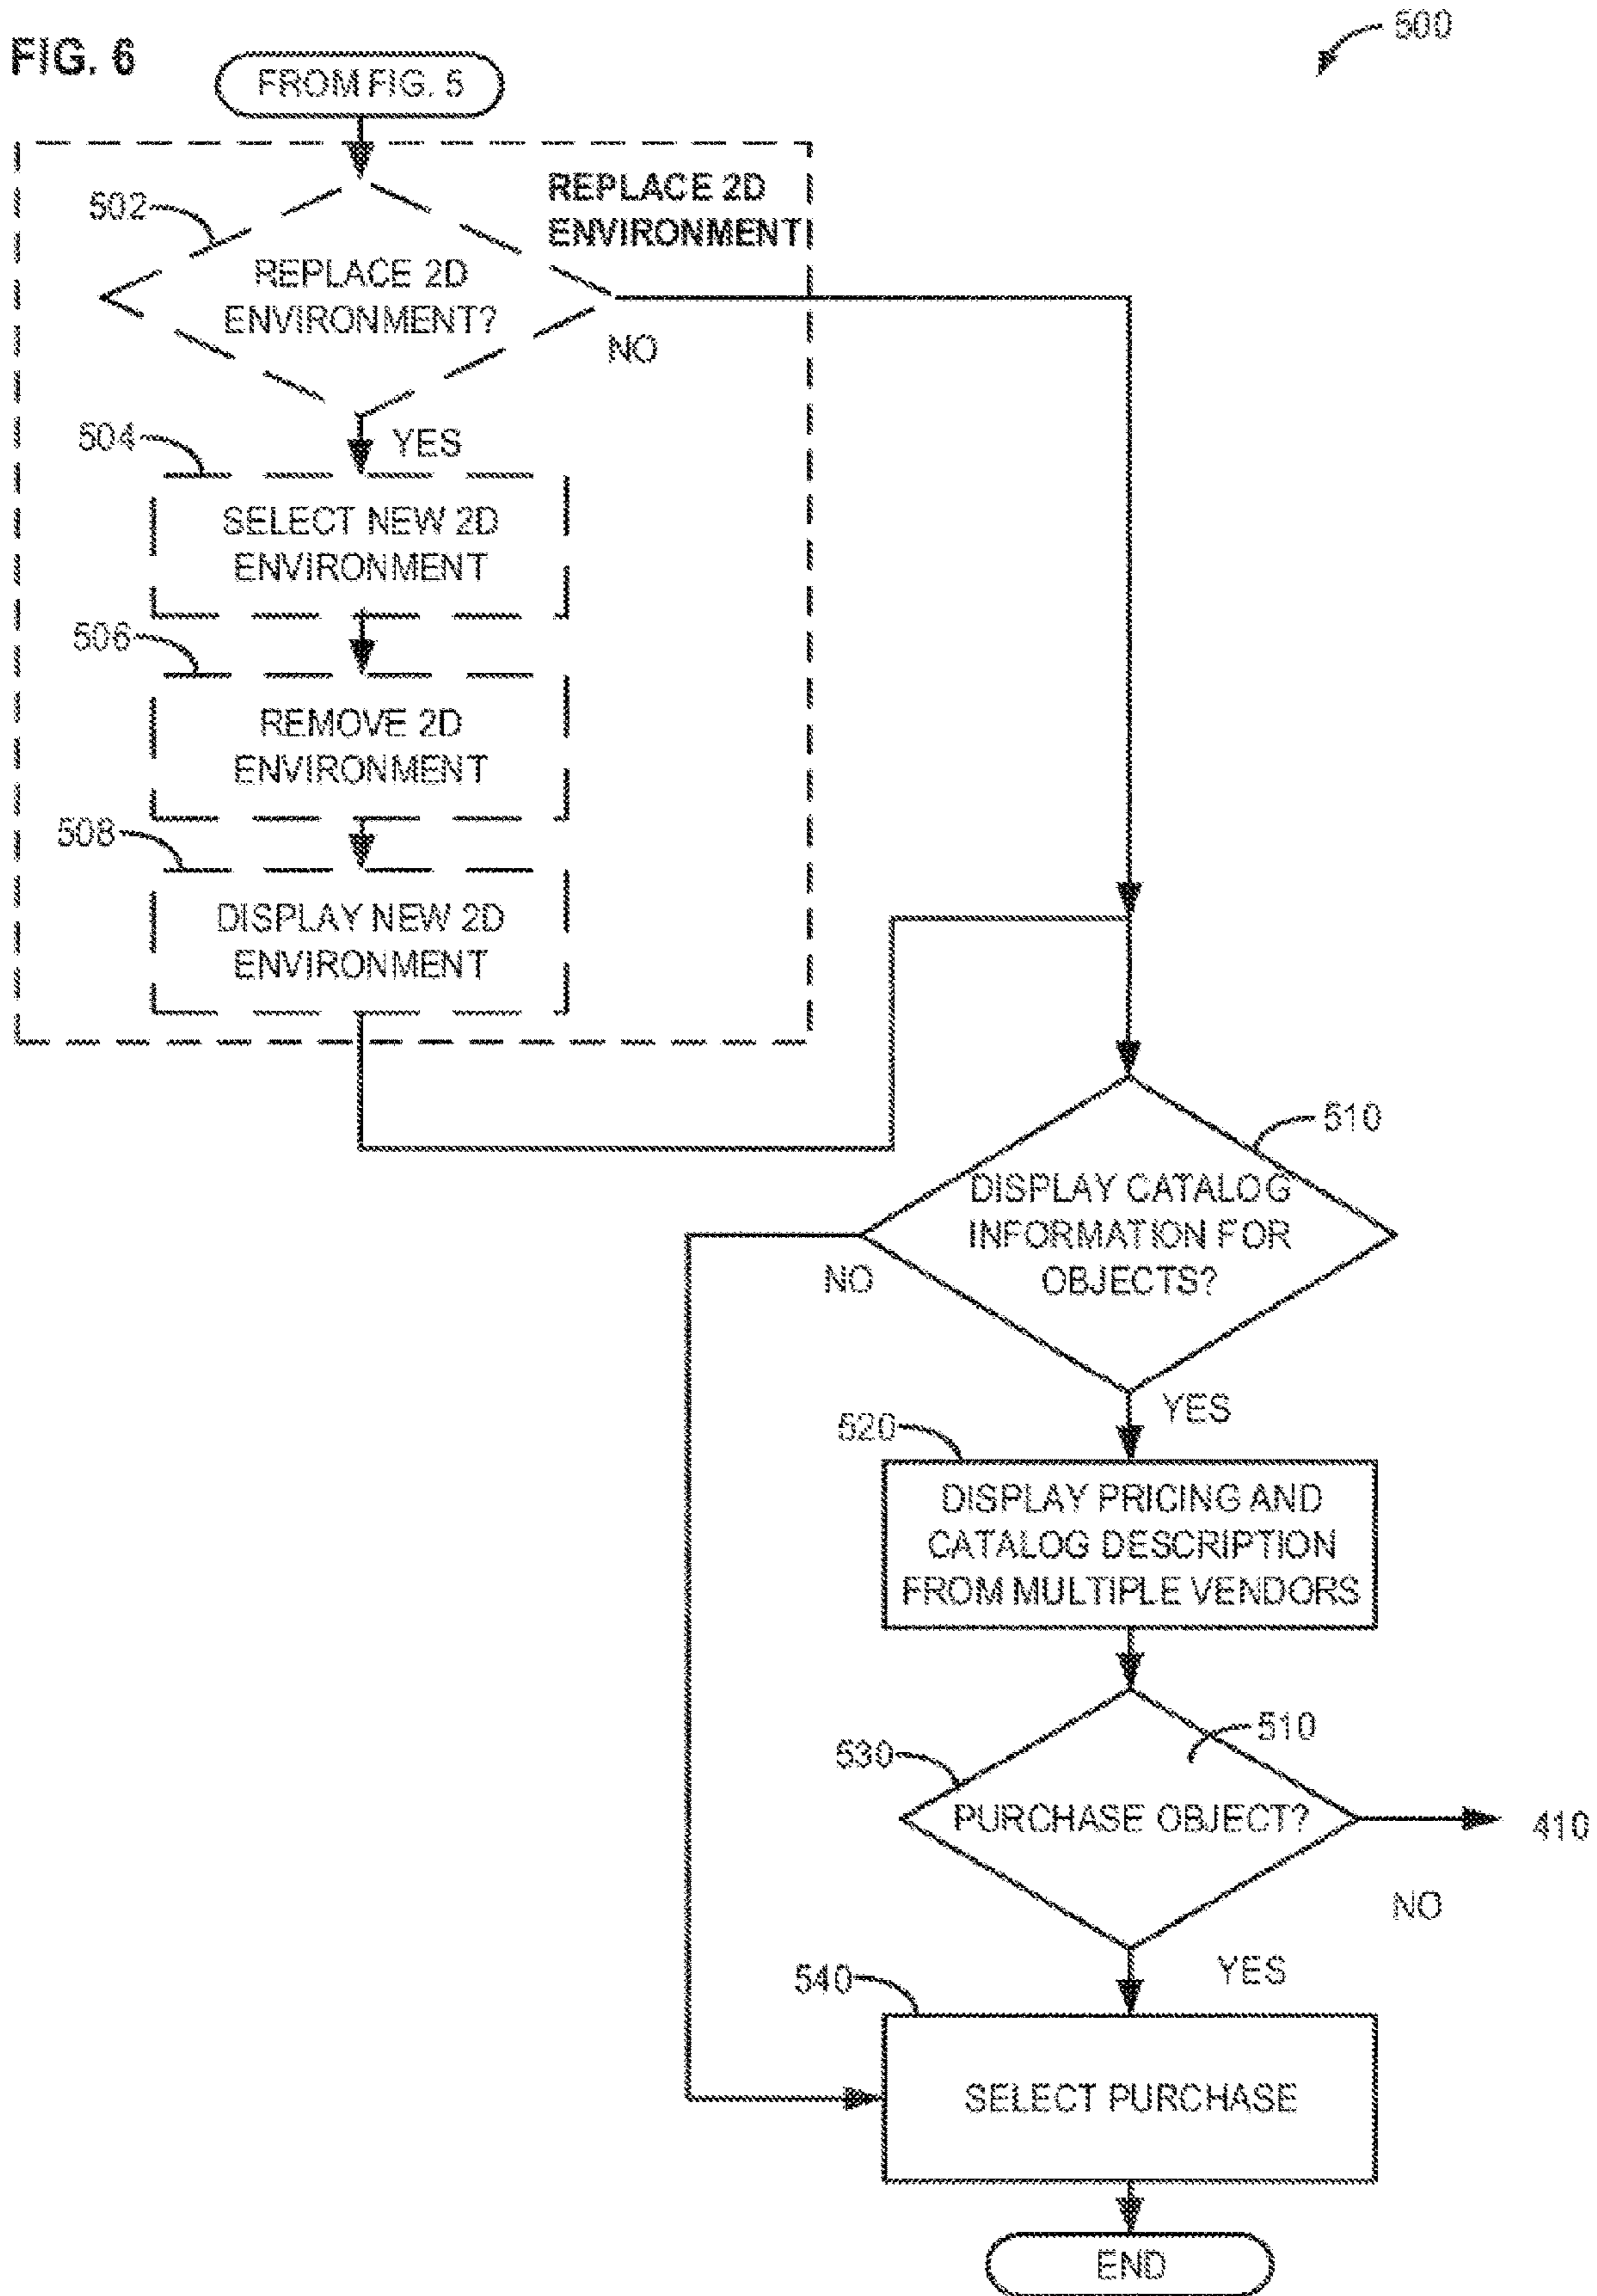 FIG. 6
500
FROM FIG. 5
REPLACE 2D
ENVIRONMENT
502
REPLACE 2D
ENVIRONMENT?
NO
YES
504
SELECT NEW 2D
ENVIRONMENT
506
REMOVE 2D
ENVIRONMENT
508
DISPLAY NEW 2D
ENVIRONMENT
510
DISPLAY CATALOG
INFORMATION FOR
OBJECTS?
NO
YES
520
DISPLAY PRICING AND
CATALOG DESCRIPTION
FROM MULTIPLE VENDORS
510
530
PURCHASE OBJECT?
410
NO
YES
540
SELECT PURCHASE
END